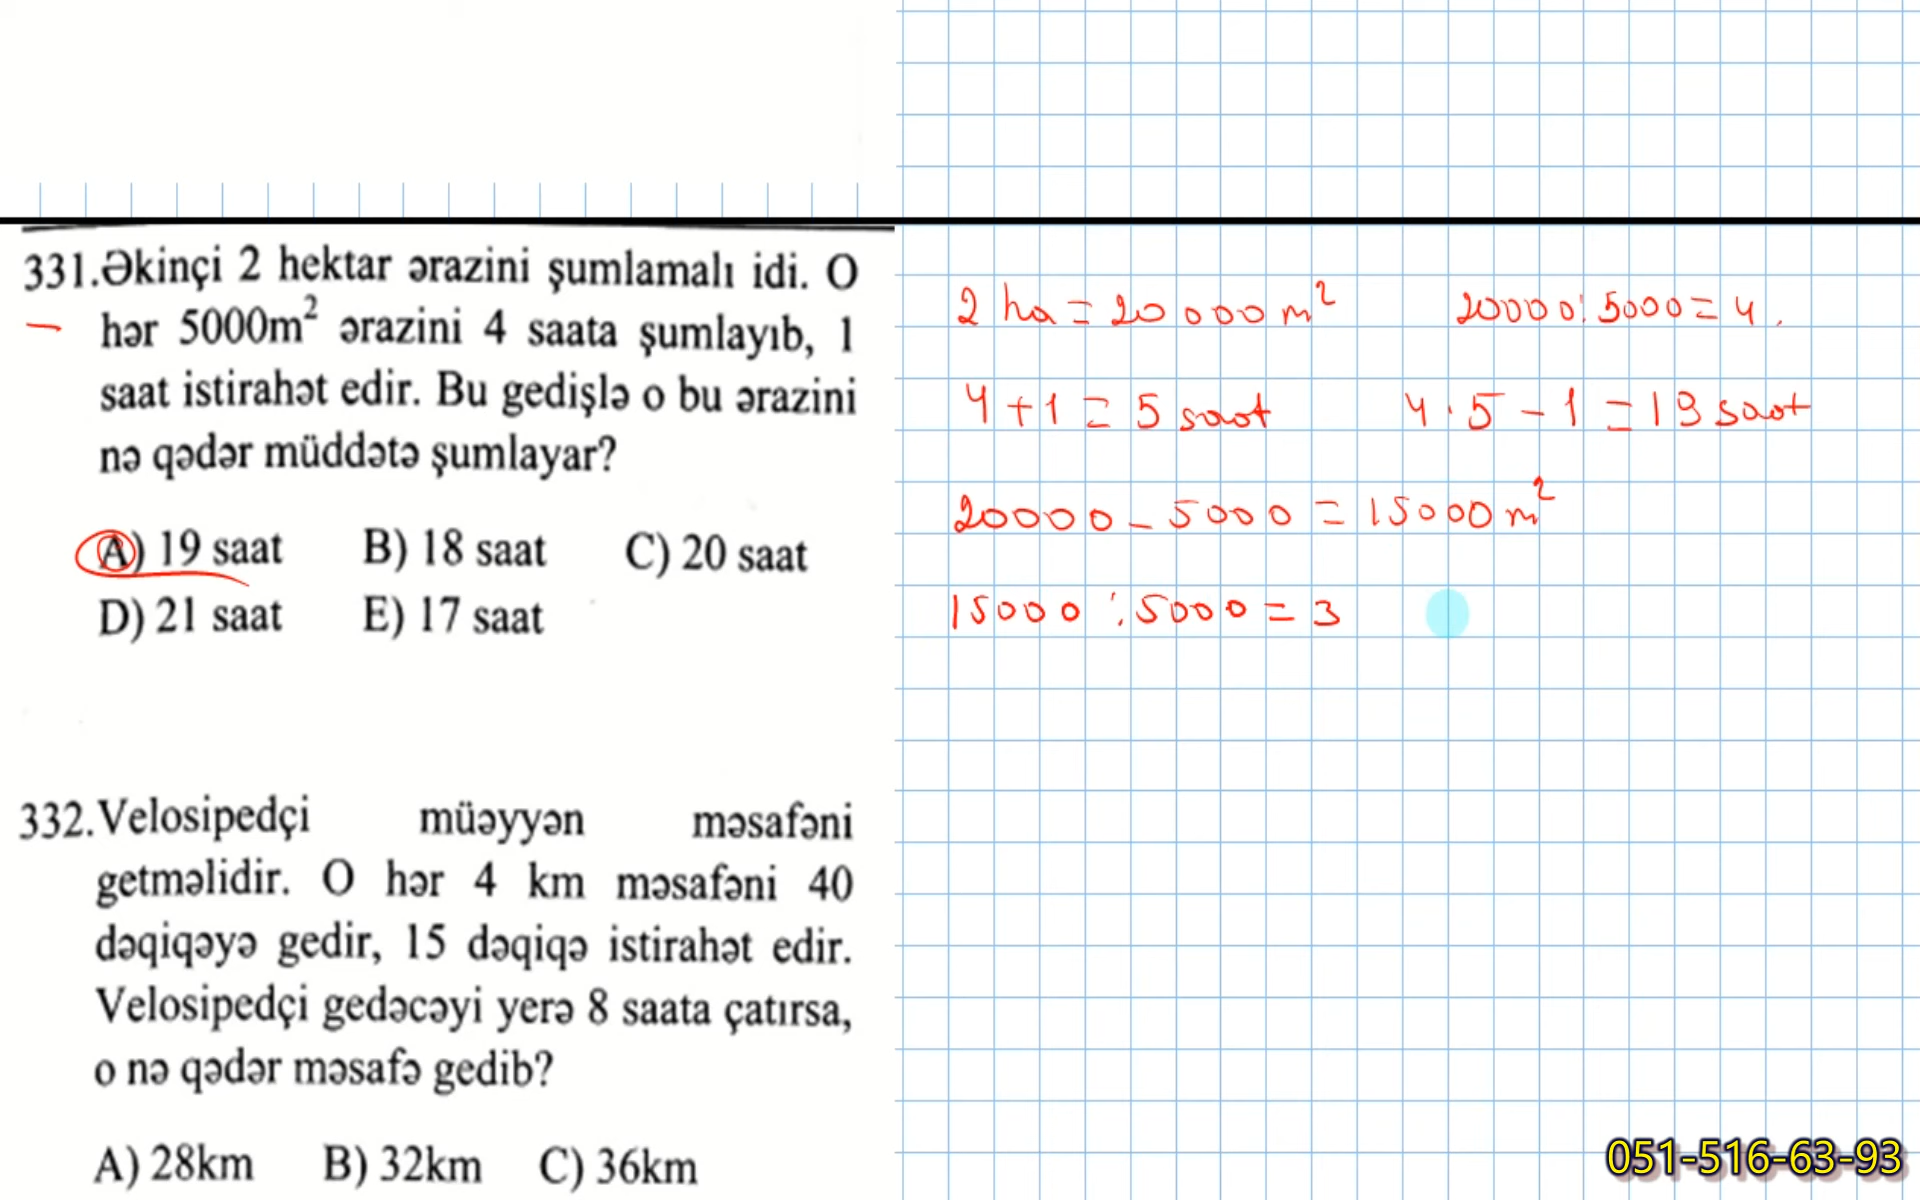 331.Əkinçi 2 hektar ərazini şumlamalı idi. O
hər 5000m² ərazini 4 saata şumlayıb, 1
saat istirahət edir. Bu gedişlə o bu ərazini
nə qədər müddətə şumlayar?
A) 19 saat B) 18 saat C) 20 saat
D) 21 saat E) 17 saat
332.Velosipedçi müəyyən məsafəni
getməlidir. O hər 4 km məsafəni 40
dəqiqəyə gedir, 15 dəqiqə istirahət edir.
Velosipedçi gedəcəyi yerə 8 saata çatırsa,
o nə qədər məsafə gedib?
A) 28km B) 32km C) 36km
2 ha = 20 000 m² 20000:5000=4.
4+1=5 saat 4·5-1=19 saat
20000-5000=15000 m²
15000:5000=3
051-516-63-93